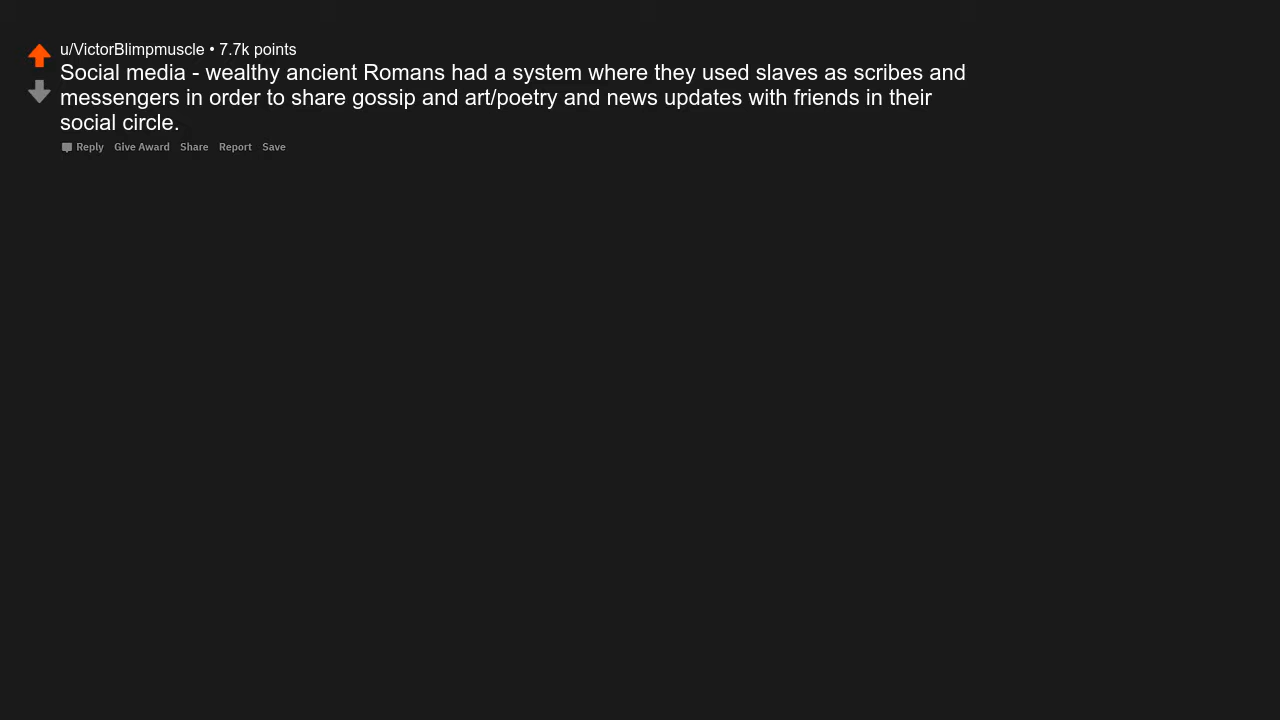 u/VictorBlimpmuscle • 7.7k points
Social media - wealthy ancient Romans had a system where they used slaves as scribes and
messengers in order to share gossip and art/poetry and news updates with friends in their
social circle.
Reply Give Award Share Report Save